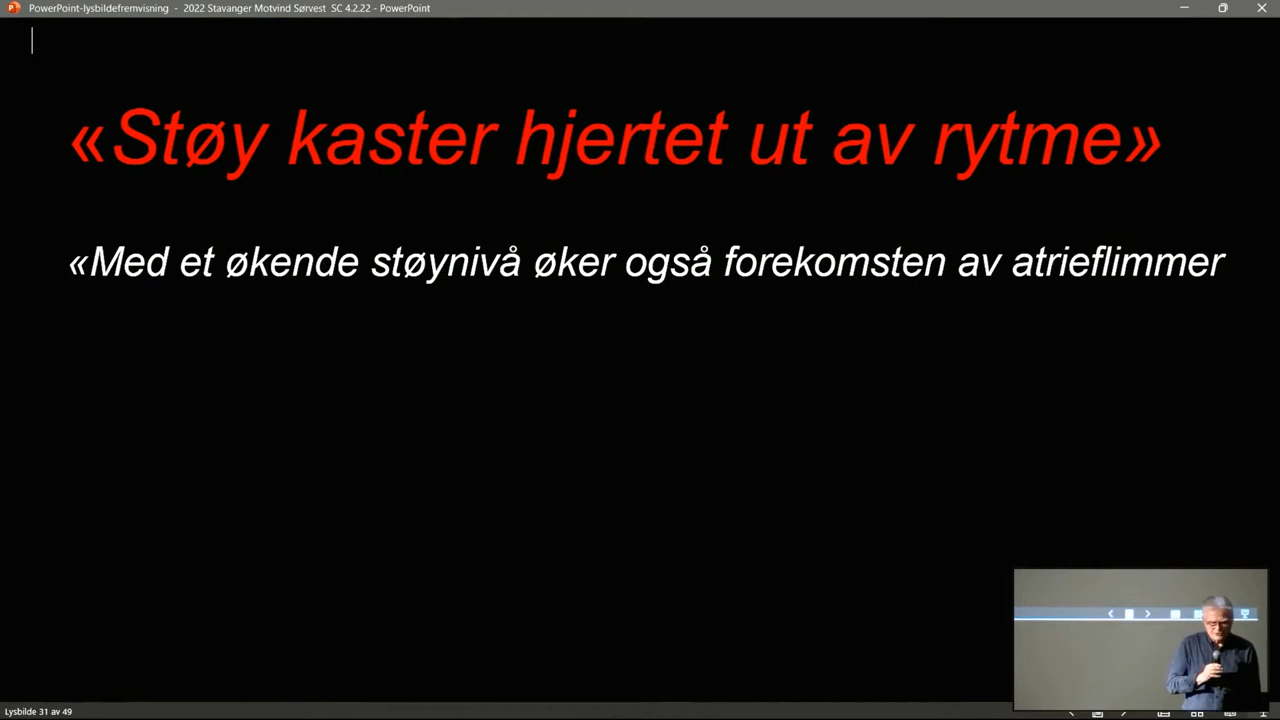 PowerPoint-lysbildefremvisning - 2022 Stavanger Motvind Sørvest SC 4.2.22 - PowerPoint
«Støy kaster hjertet ut av rytme»
«Med et økende støynivå øker også forekomsten av atrieflimmer
Lysbilde 31 av 49